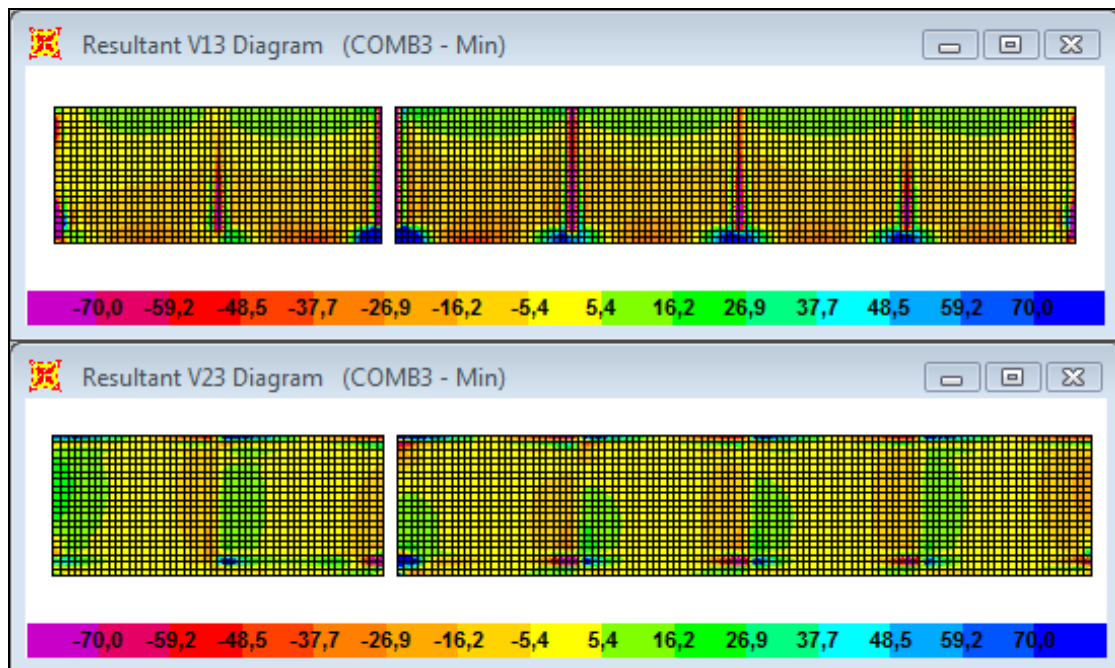 Resultant V13 Diagram (COMB3 - Min)
-70,0 -59,2 -48,5 -37,7 -26,9 -16,2 -5,4 5,4 16,2 26,9 37,7 48,5 59,2 70,0
Resultant V23 Diagram (COMB3 - Min)
-70,0 -59,2 -48,5 -37,7 -26,9 -16,2 -5,4 5,4 16,2 26,9 37,7 48,5 59,2 70,0